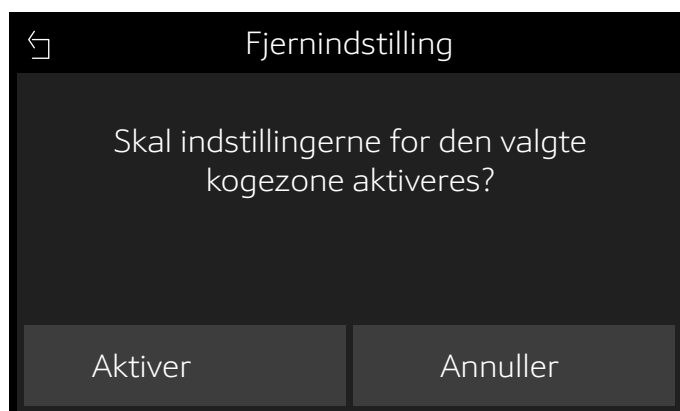 Fjernindstilling
Skal indstillingerne for den valgte
kogezone aktiveres?
Aktiver
Annuller